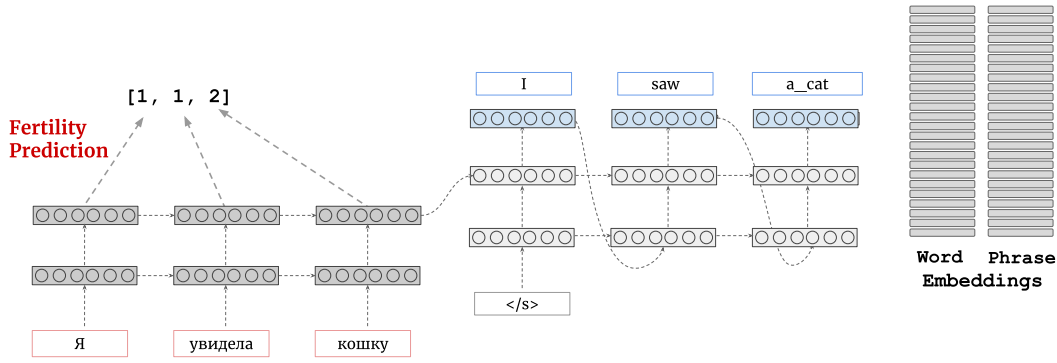 [1, 1, 2]
Fertility
Prediction
Я
увидела
кошку
</s>
I
saw
a_cat
Word Phrase
Embeddings